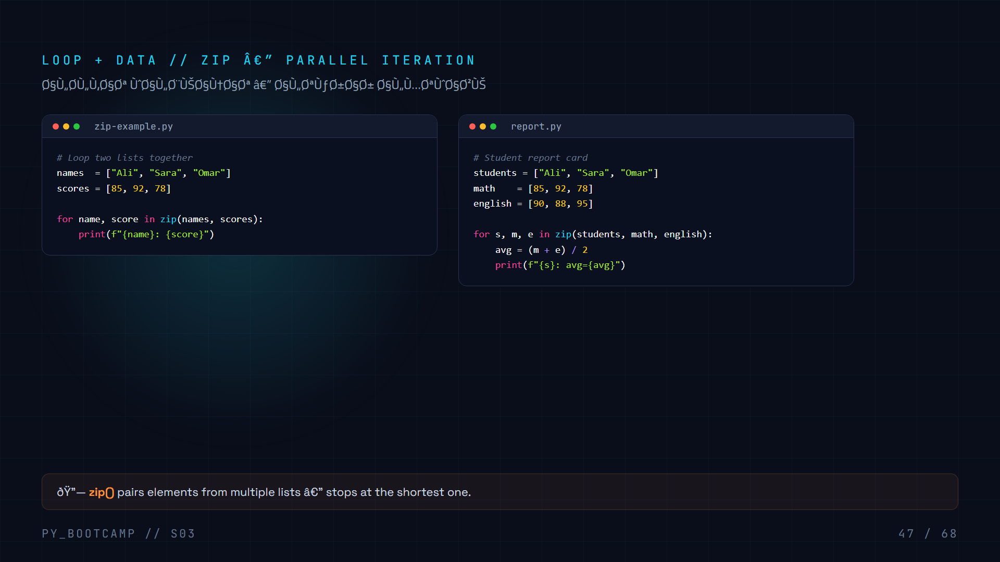 LOOP + DATA // ZIP Â€” PARALLEL ITERATION
Ø§Ù„ØÙ„Ù‚Ø§Øª ÙˆØ§Ù„Ø¨ÙŠØ§Ù†Ø§Øª â€” Ø§Ù„ØªÙƒØ±Ø§Ø± Ø§Ù„Ù…ØªÙˆØ§Ø²ÙŠ
zip-example.py
# Loop two lists together
names  = ["Ali", "Sara", "Omar"]
scores = [85, 92, 78]
for name, score in zip(names, scores):
    print(f"{name}: {score}")
report.py
# Student report card
students = ["Ali", "Sara", "Omar"]
math    = [85, 92, 78]
english = [90, 88, 95]
for s, m, e in zip(students, math, english):
    avg = (m + e) / 2
    print(f"{s}: avg={avg}")
ðŸ”— zip() pairs elements from multiple lists â€” stops at the shortest one.
PY_BOOTCAMP // S03
47 / 68